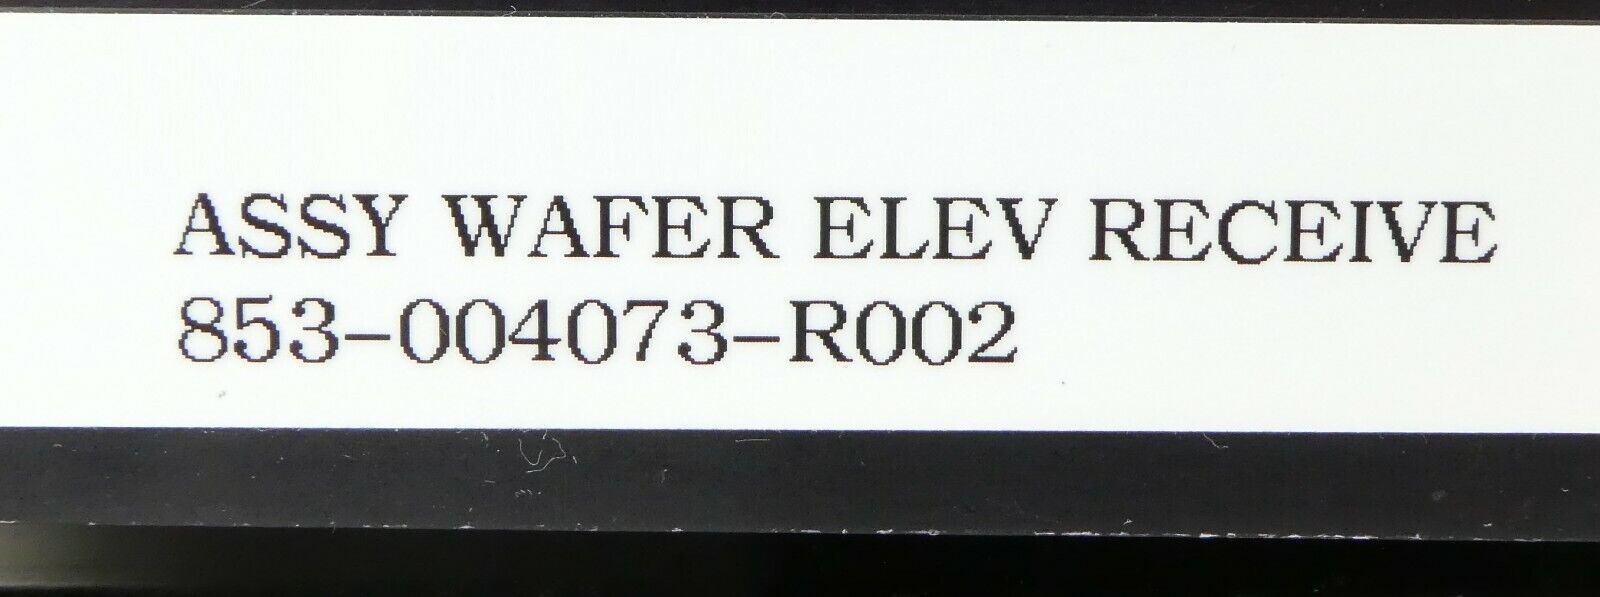 ASSY WAFER ELEV RECEIVE
853-004073-R002